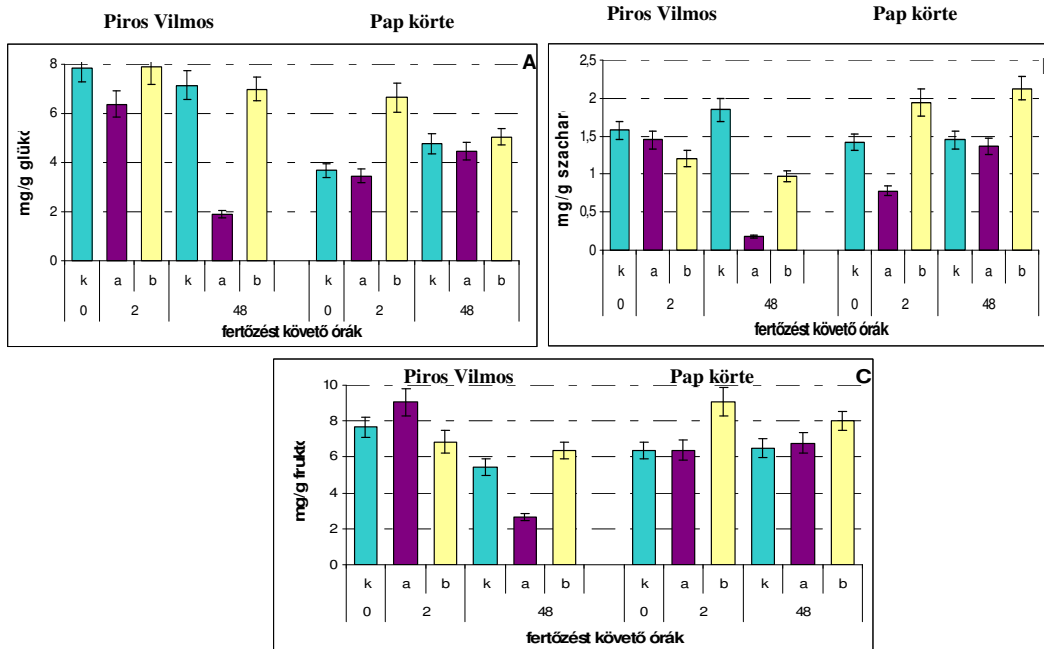 Piros Vilmos Pap körte
A
mg/g glükó
8
6
4
2
0
k a b k a b k a b k a b
0 2 48 0 2 48
fertőzést követő órák
Piros Vilmos Pap körte
mg/g szachar
2,5
2
1,5
1
0,5
0
k a b k a b k a b k a b
0 2 48 0 2 48
fertőzést követő órák
Piros Vilmos Pap körte C
mg/g frukto
10
8
6
4
2
0
k a b k a b k a b k a b
0 2 48 0 2 48
fertőzést követő órák